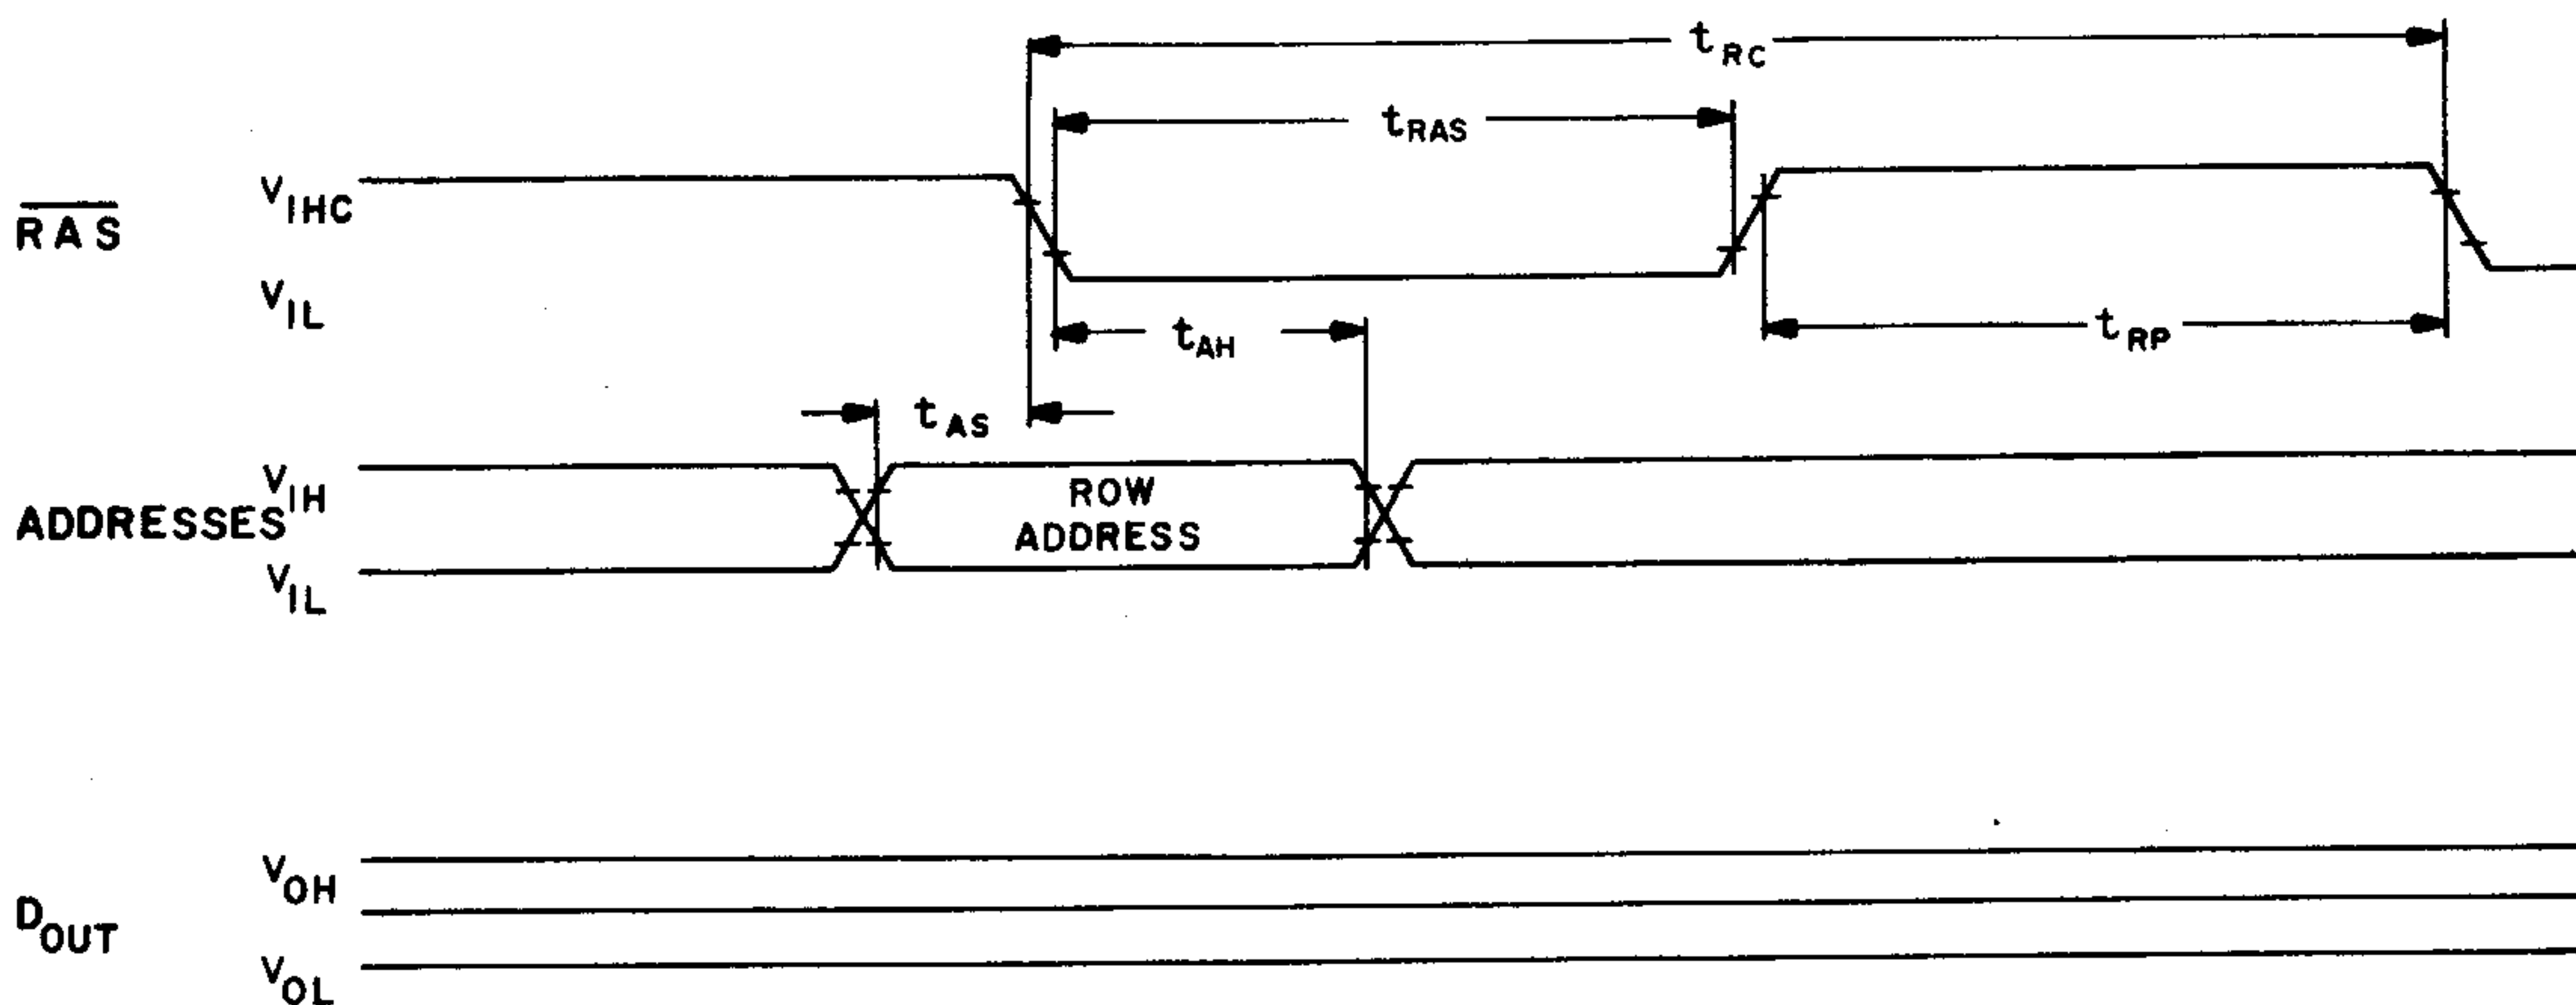 tRC
tRAS
RAS
VIHC
VIL
tAH
tRP
tAS
ADDRESSES
VIH
VIL
ROW
ADDRESS
DOUT
VOH
VOL